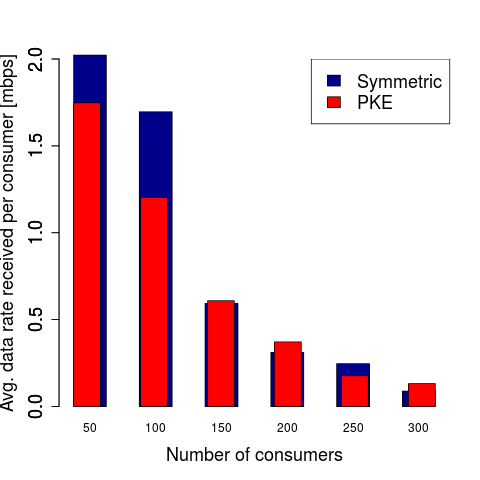 Avg. data rate received per consumer [mbps]
2.0
1.5
1.0
0.5
0.0
Symmetric
PKE
50 100 150 200 250 300
Number of consumers